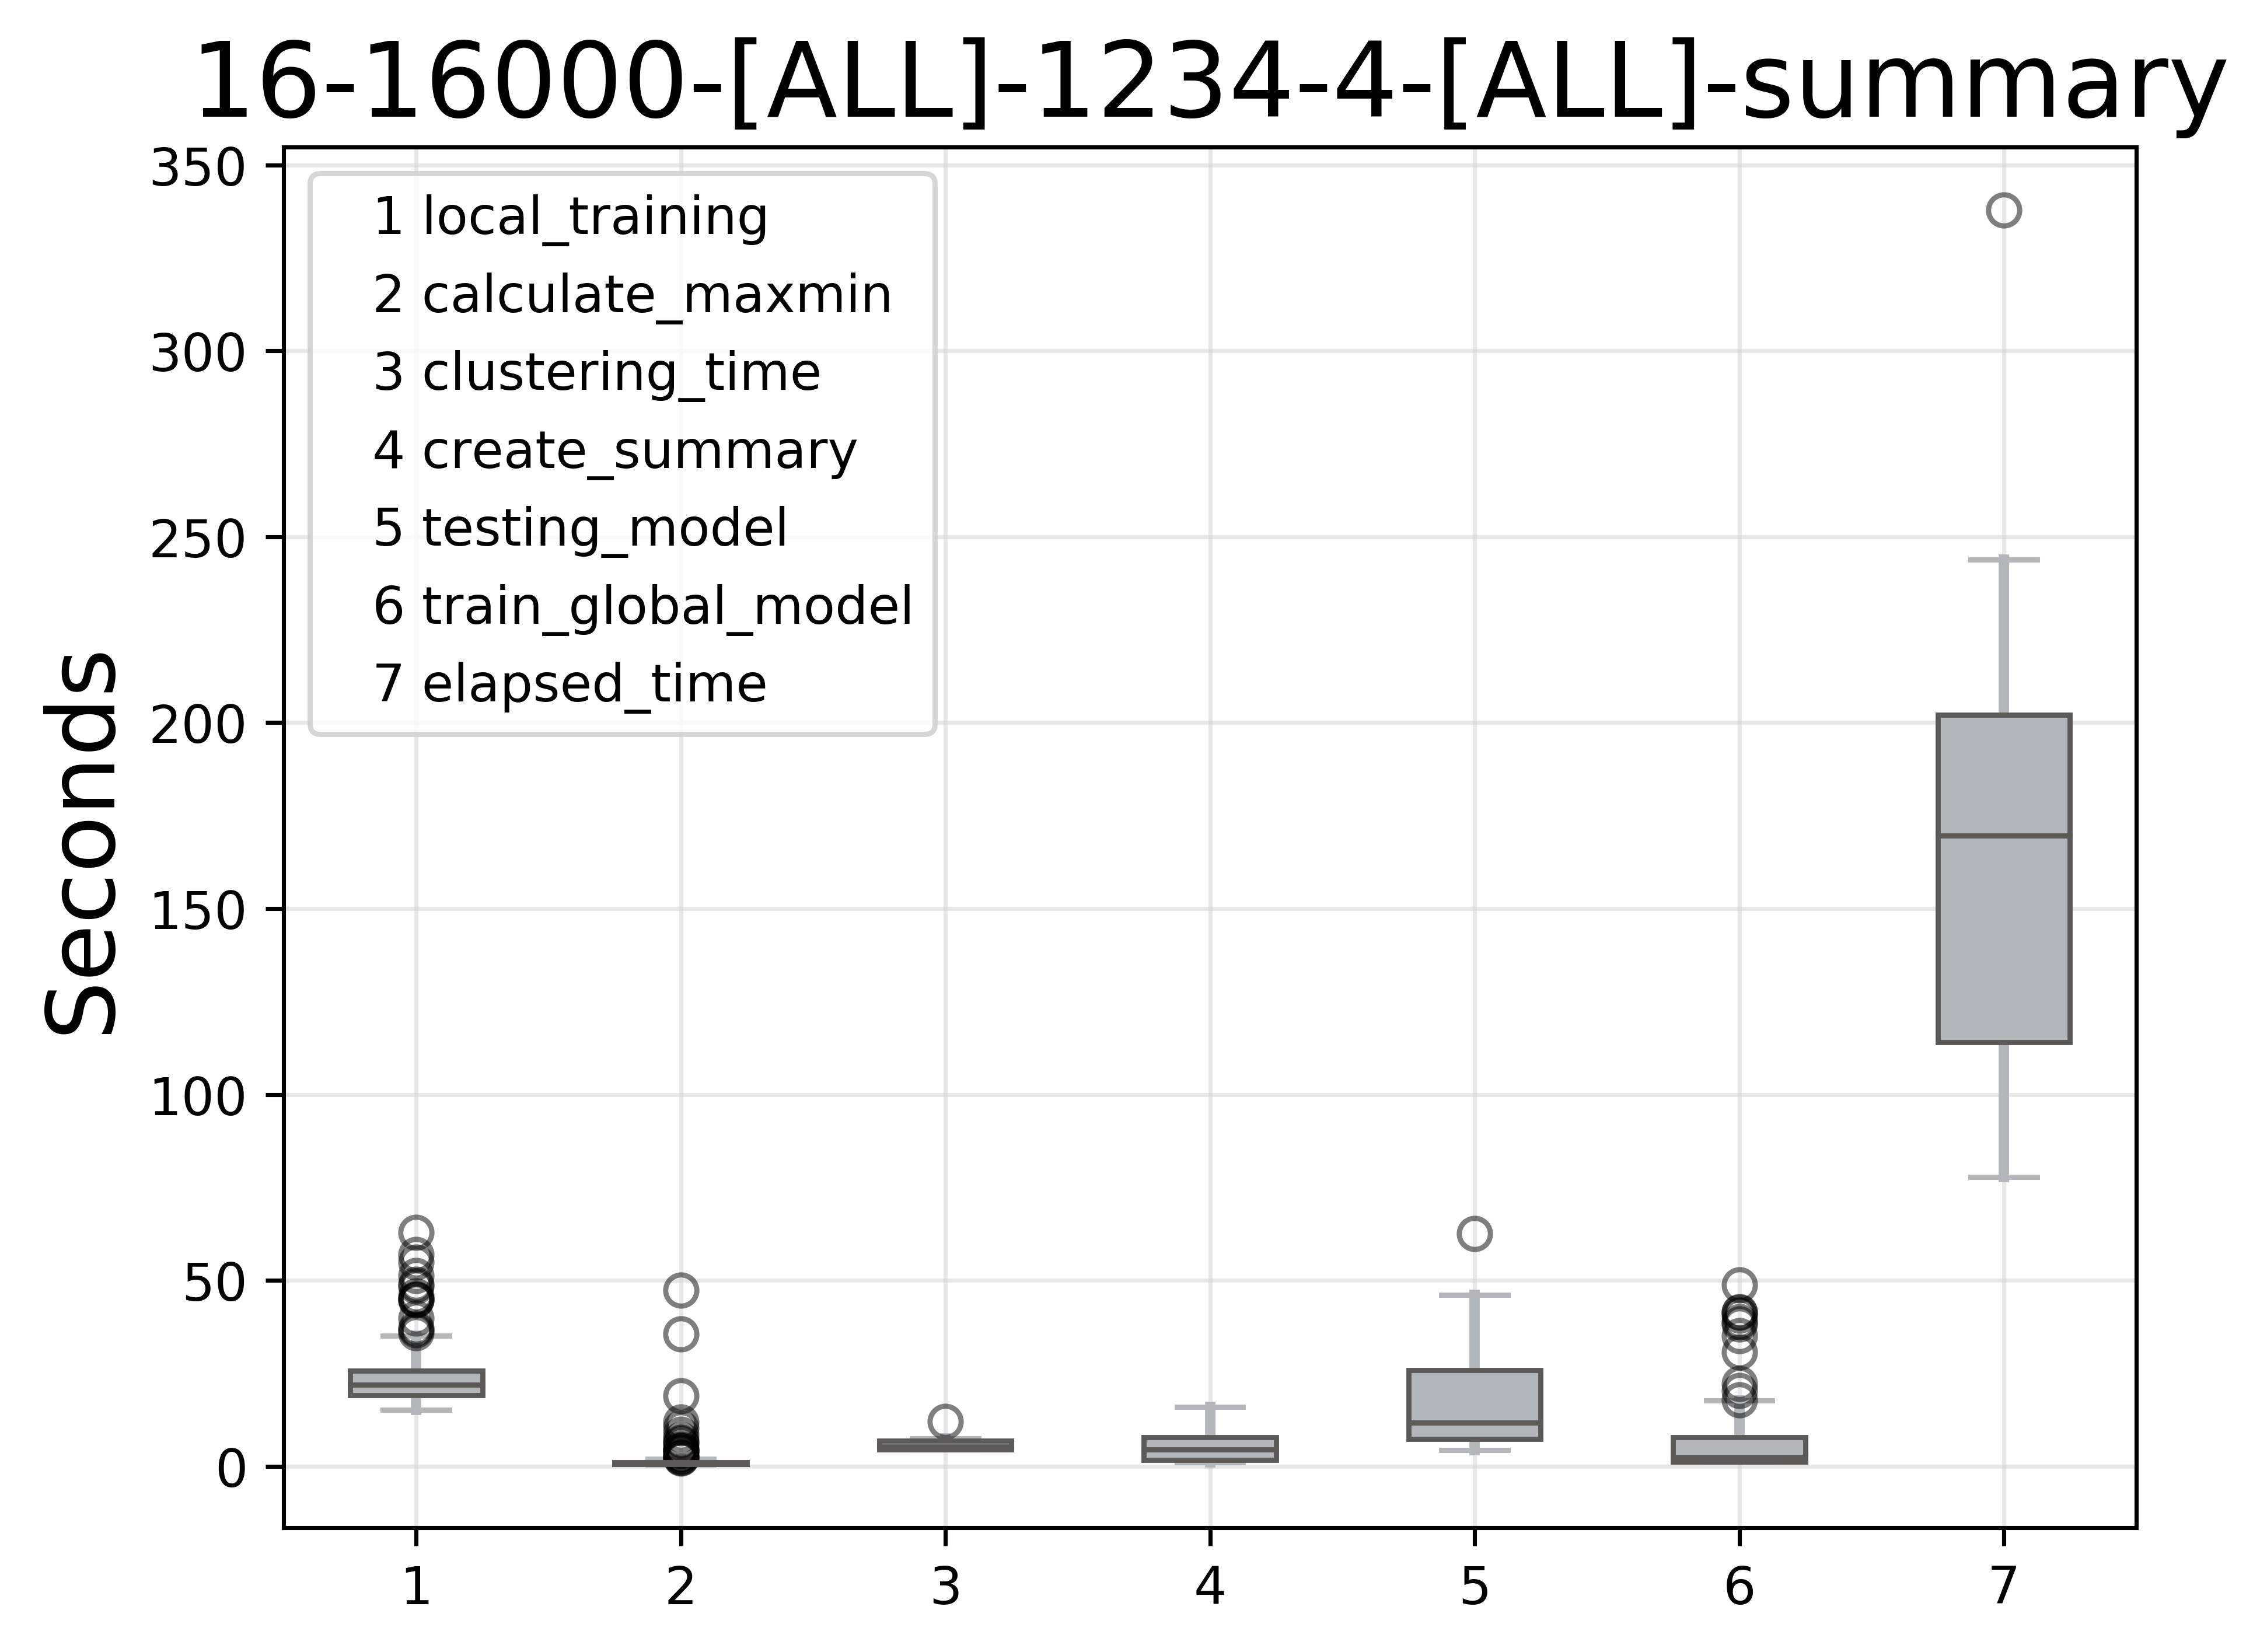 16-16000-[ALL]-1234-4-[ALL]-summary
Seconds
350
300
250
200
150
100
50
0
1 local_training
2 calculate_maxmin
3 clustering_time
4 create_summary
5 testing_model
6 train_global_model
7 elapsed_time
1 2 3 4 5 6 7